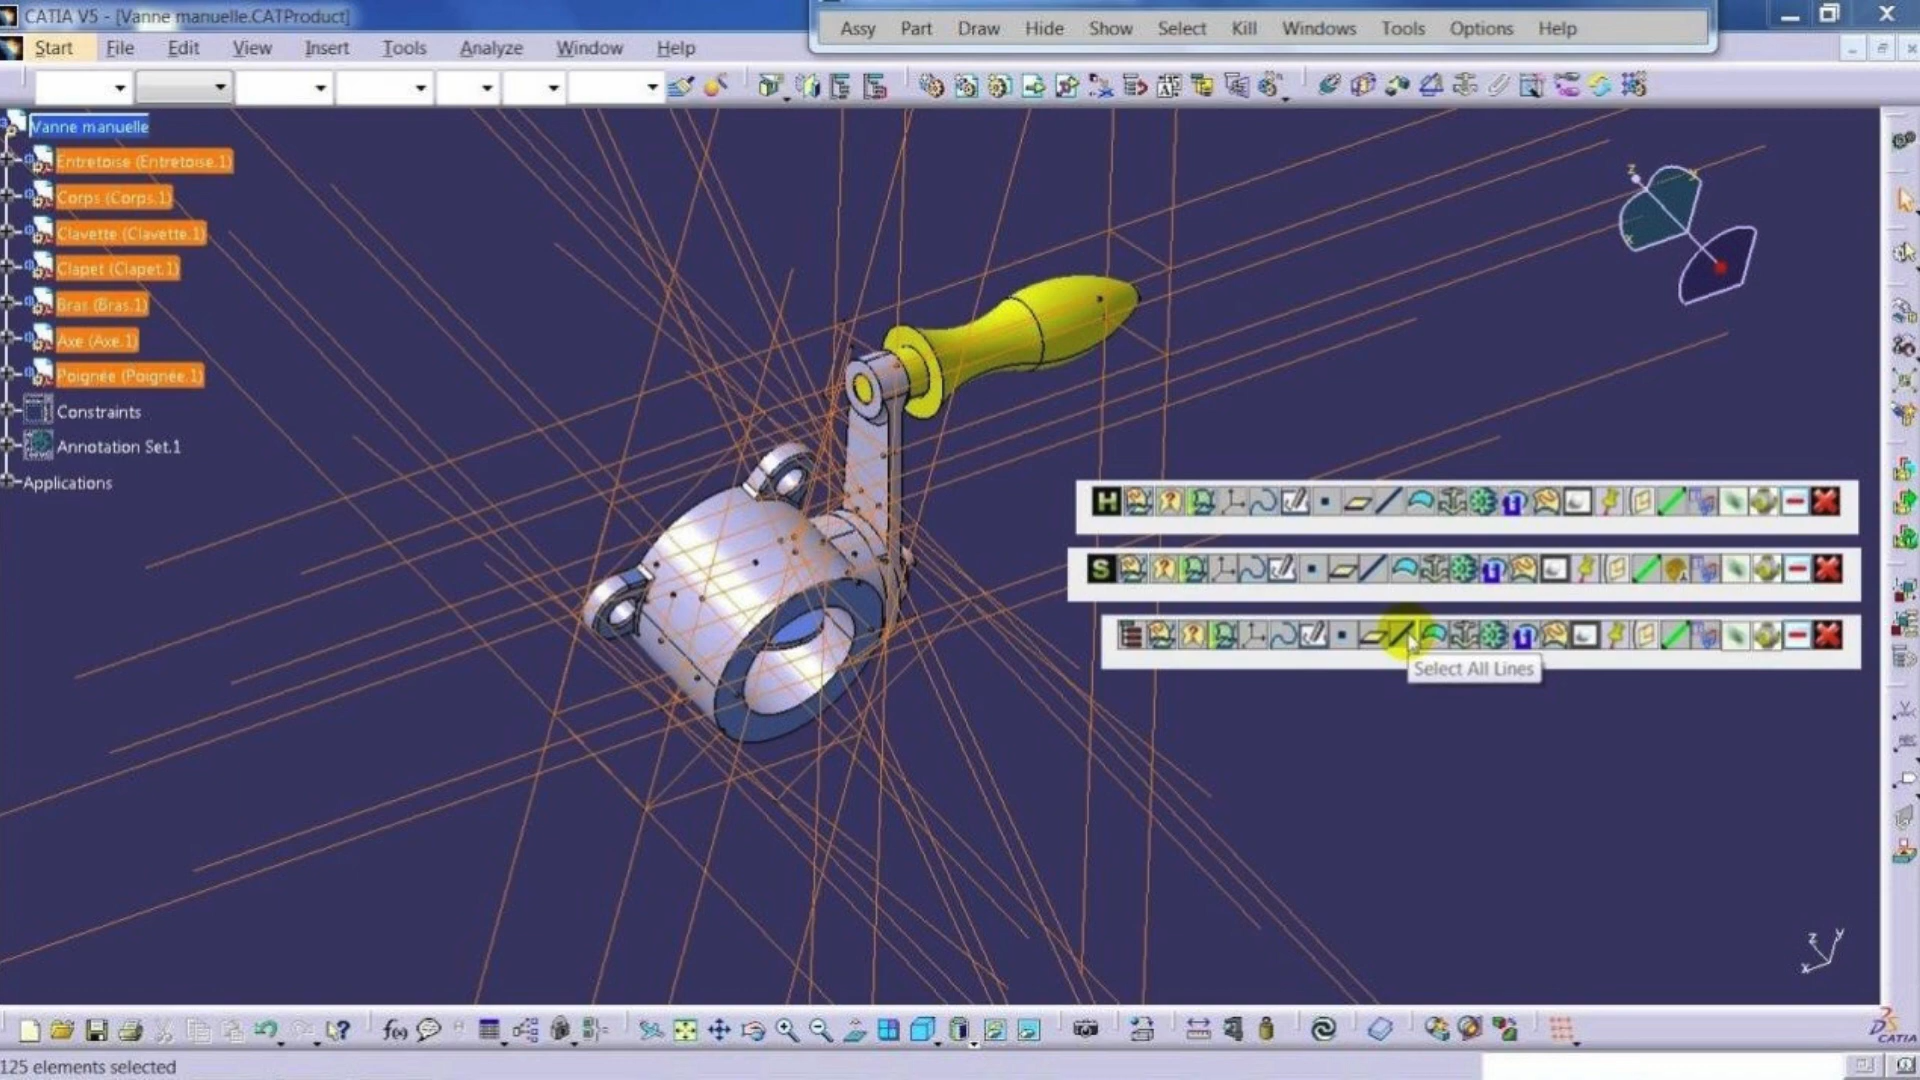 CATIA V5 - [Vanne manuelle.CATProduct]
Assy Part Draw Hide Show Select Kill Windows Tools Options Help
Start File Edit View Insert Tools Analyze Window Help
Vanne manuelle
Entretoise (Entretoise.1)
Corps (Corps.1)
Clavette (Clavette.1)
Clapet (Clapet.1)
Bras (Bras.1)
Axe (Axe.1)
Poignée (Poignée.1)
Constraints
Annotation Set.1
Applications
z
y
x
H
S
Select All Lines
z y
x
f(x)
CATIA
125 elements selected